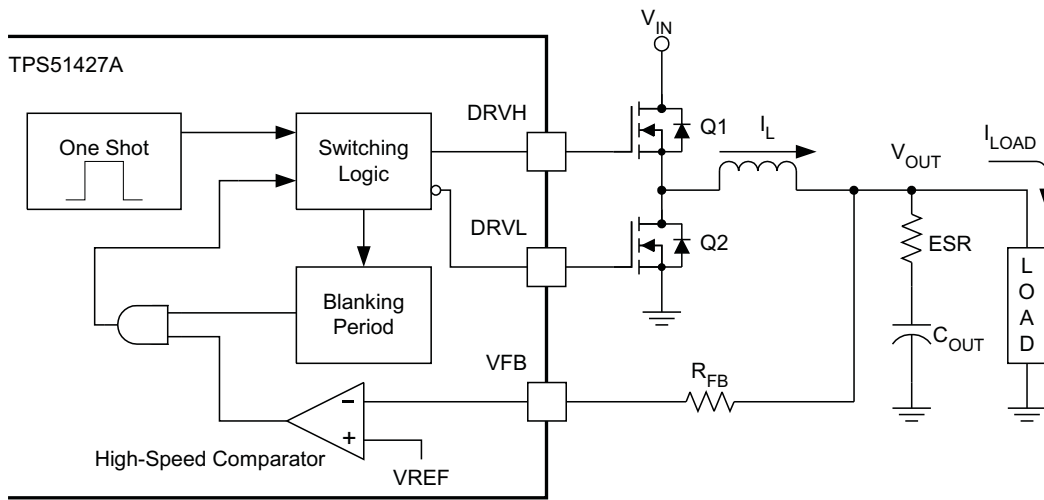 TPS51427A
One Shot
Switching
Logic
Blanking
Period
High-Speed Comparator
−
+
VREF
DRVH
DRVL
VFB
V_IN
Q1
Q2
I_L
R_FB
V_OUT
I_LOAD
ESR
C_OUT
LOAD